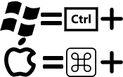 = Ctrl +
= ⌘ +